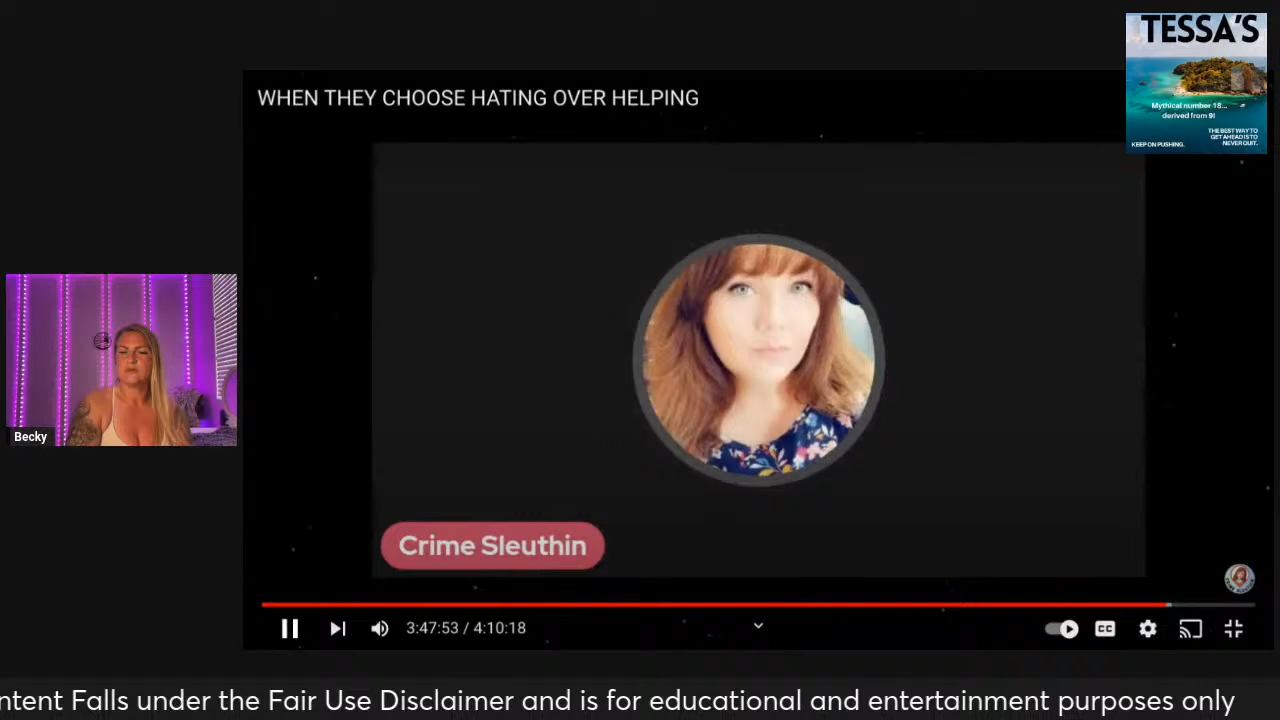 TESSA'S
Mythical number 18...
derived from 9!
THE BEST WAY TO
GET AHEAD IS TO
NEVER QUIT.
KEEP ON PUSHING.
WHEN THEY CHOOSE HATING OVER HELPING
Becky
Crime Sleuthin
3:47:53 / 4:10:18
CC
ntent Falls under the Fair Use Disclaimer and is for educational and entertainment purposes only